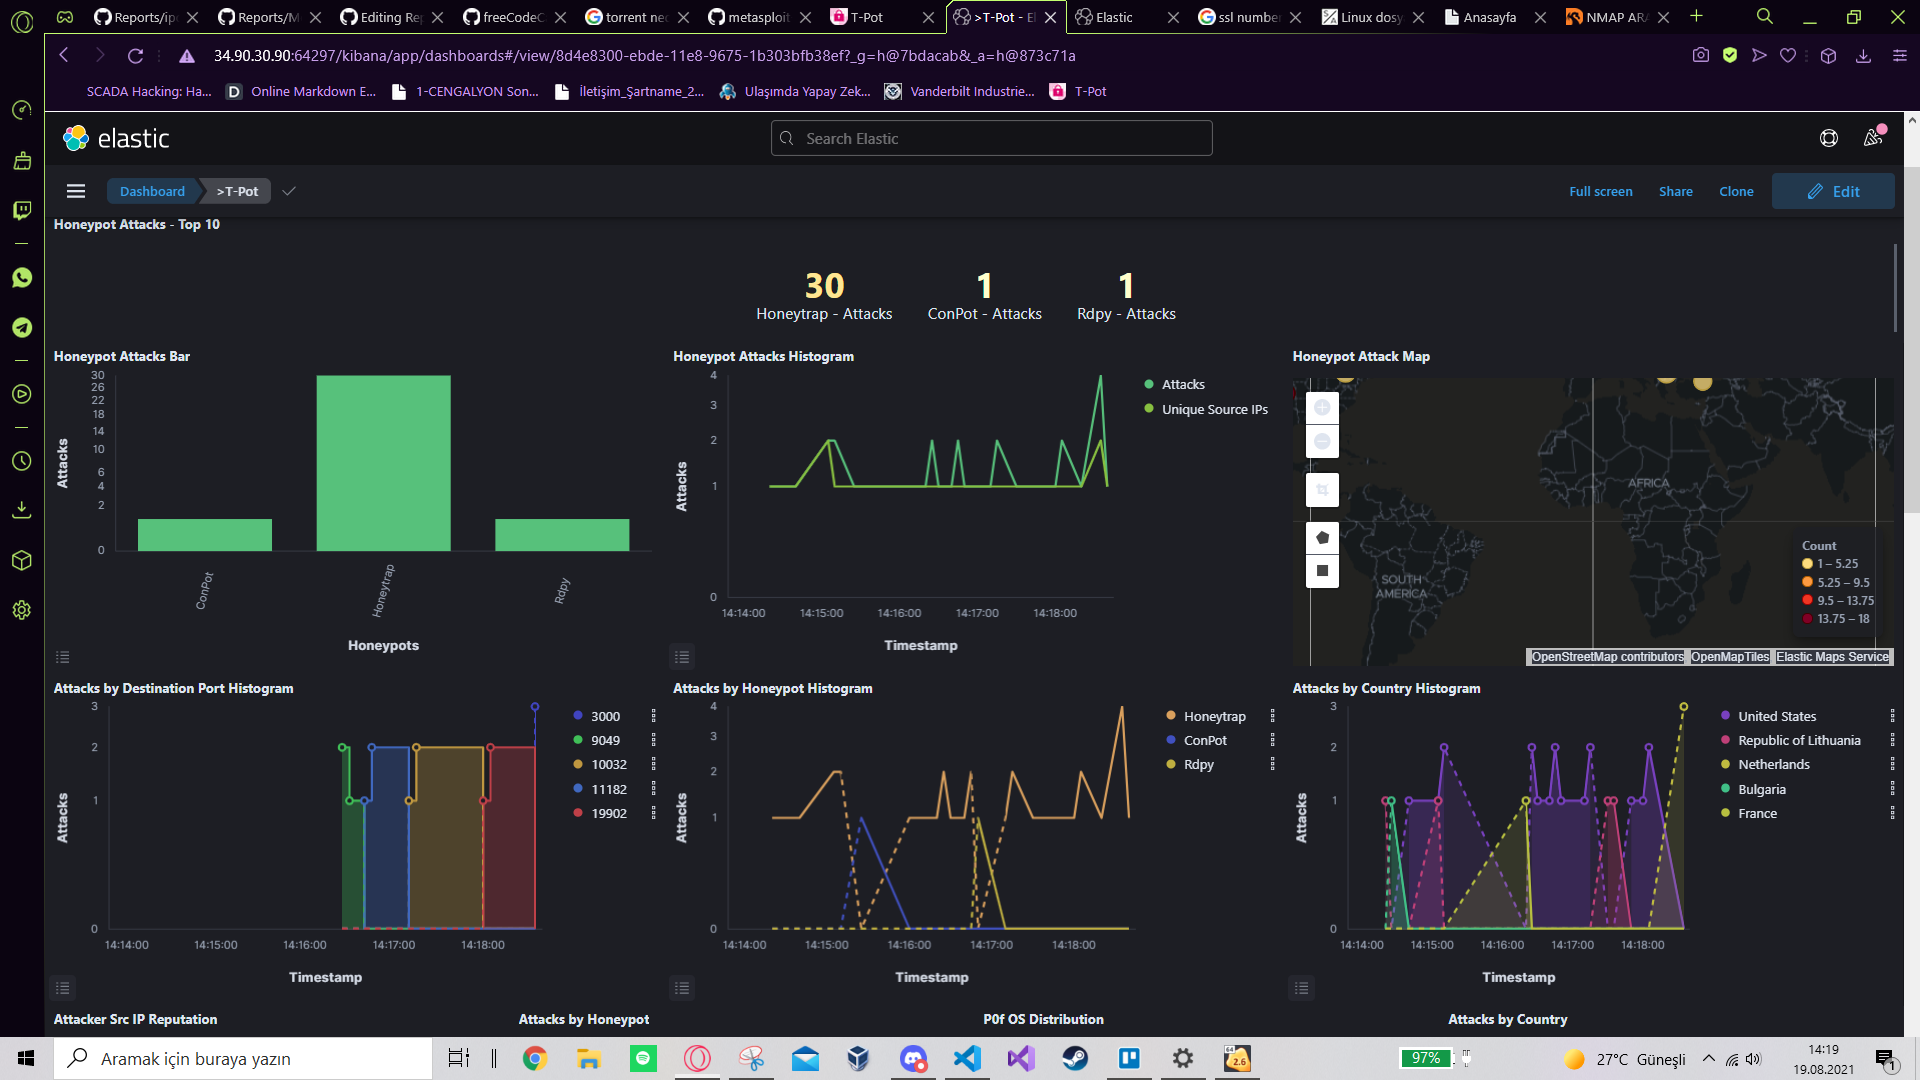 Reports/ip
Reports/M
Editing Re
freeCodeC
torrent ne
metasploit
T-Pot
>T-Pot - E
Elastic
ssl number
Linux dosy
Anasayfa
NMAP AR
34.90.30.90:64297/kibana/app/dashboards#/view/8d4e8300-ebde-11e8-9675-1b303bfb38ef?_g=h@7bdacab&_a=h@873c71a
SCADA Hacking: Ha...
Online Markdown E...
1-CENGALYON Son...
İletişim_Şartname_2...
Ulaşımda Yapay Zek...
Vanderbilt Industrie...
T-Pot
elastic
Search Elastic
Dashboard
>T-Pot
Full screen
Share
Clone
Edit
Honeypot Attacks - Top 10
30
Honeytrap - Attacks
1
ConPot - Attacks
1
Rdpy - Attacks
Honeypot Attacks Bar
30
26
22
18
14
10
6
4
2
0
Attacks
ConPot
Honeytrap
Rdpy
Honeypots
Honeypot Attacks Histogram
4
3
2
1
0
Attacks
14:14:00
14:15:00
14:16:00
14:17:00
14:18:00
Timestamp
Attacks
Unique Source IPs
Honeypot Attack Map
AFRICA
SOUTH
AMERICA
Count
1 – 5.25
5.25 – 9.5
9.5 – 13.75
13.75 – 18
OpenStreetMap contributors
OpenMapTiles
Elastic Maps Service
Attacks by Destination Port Histogram
3
2
1
0
Attacks
14:14:00
14:15:00
14:16:00
14:17:00
14:18:00
Timestamp
3000
9049
10032
11182
19902
Attacks by Honeypot Histogram
4
3
2
1
0
Attacks
14:14:00
14:15:00
14:16:00
14:17:00
14:18:00
Timestamp
Honeytrap
ConPot
Rdpy
Attacks by Country Histogram
3
2
1
0
Attacks
14:14:00
14:15:00
14:16:00
14:17:00
14:18:00
Timestamp
United States
Republic of Lithuania
Netherlands
Bulgaria
France
Attacker Src IP Reputation
Attacks by Honeypot
P0f OS Distribution
Attacks by Country
Aramak için buraya yazın
64
2.6
97%
27°C Güneşli
14:19
19.08.2021
1